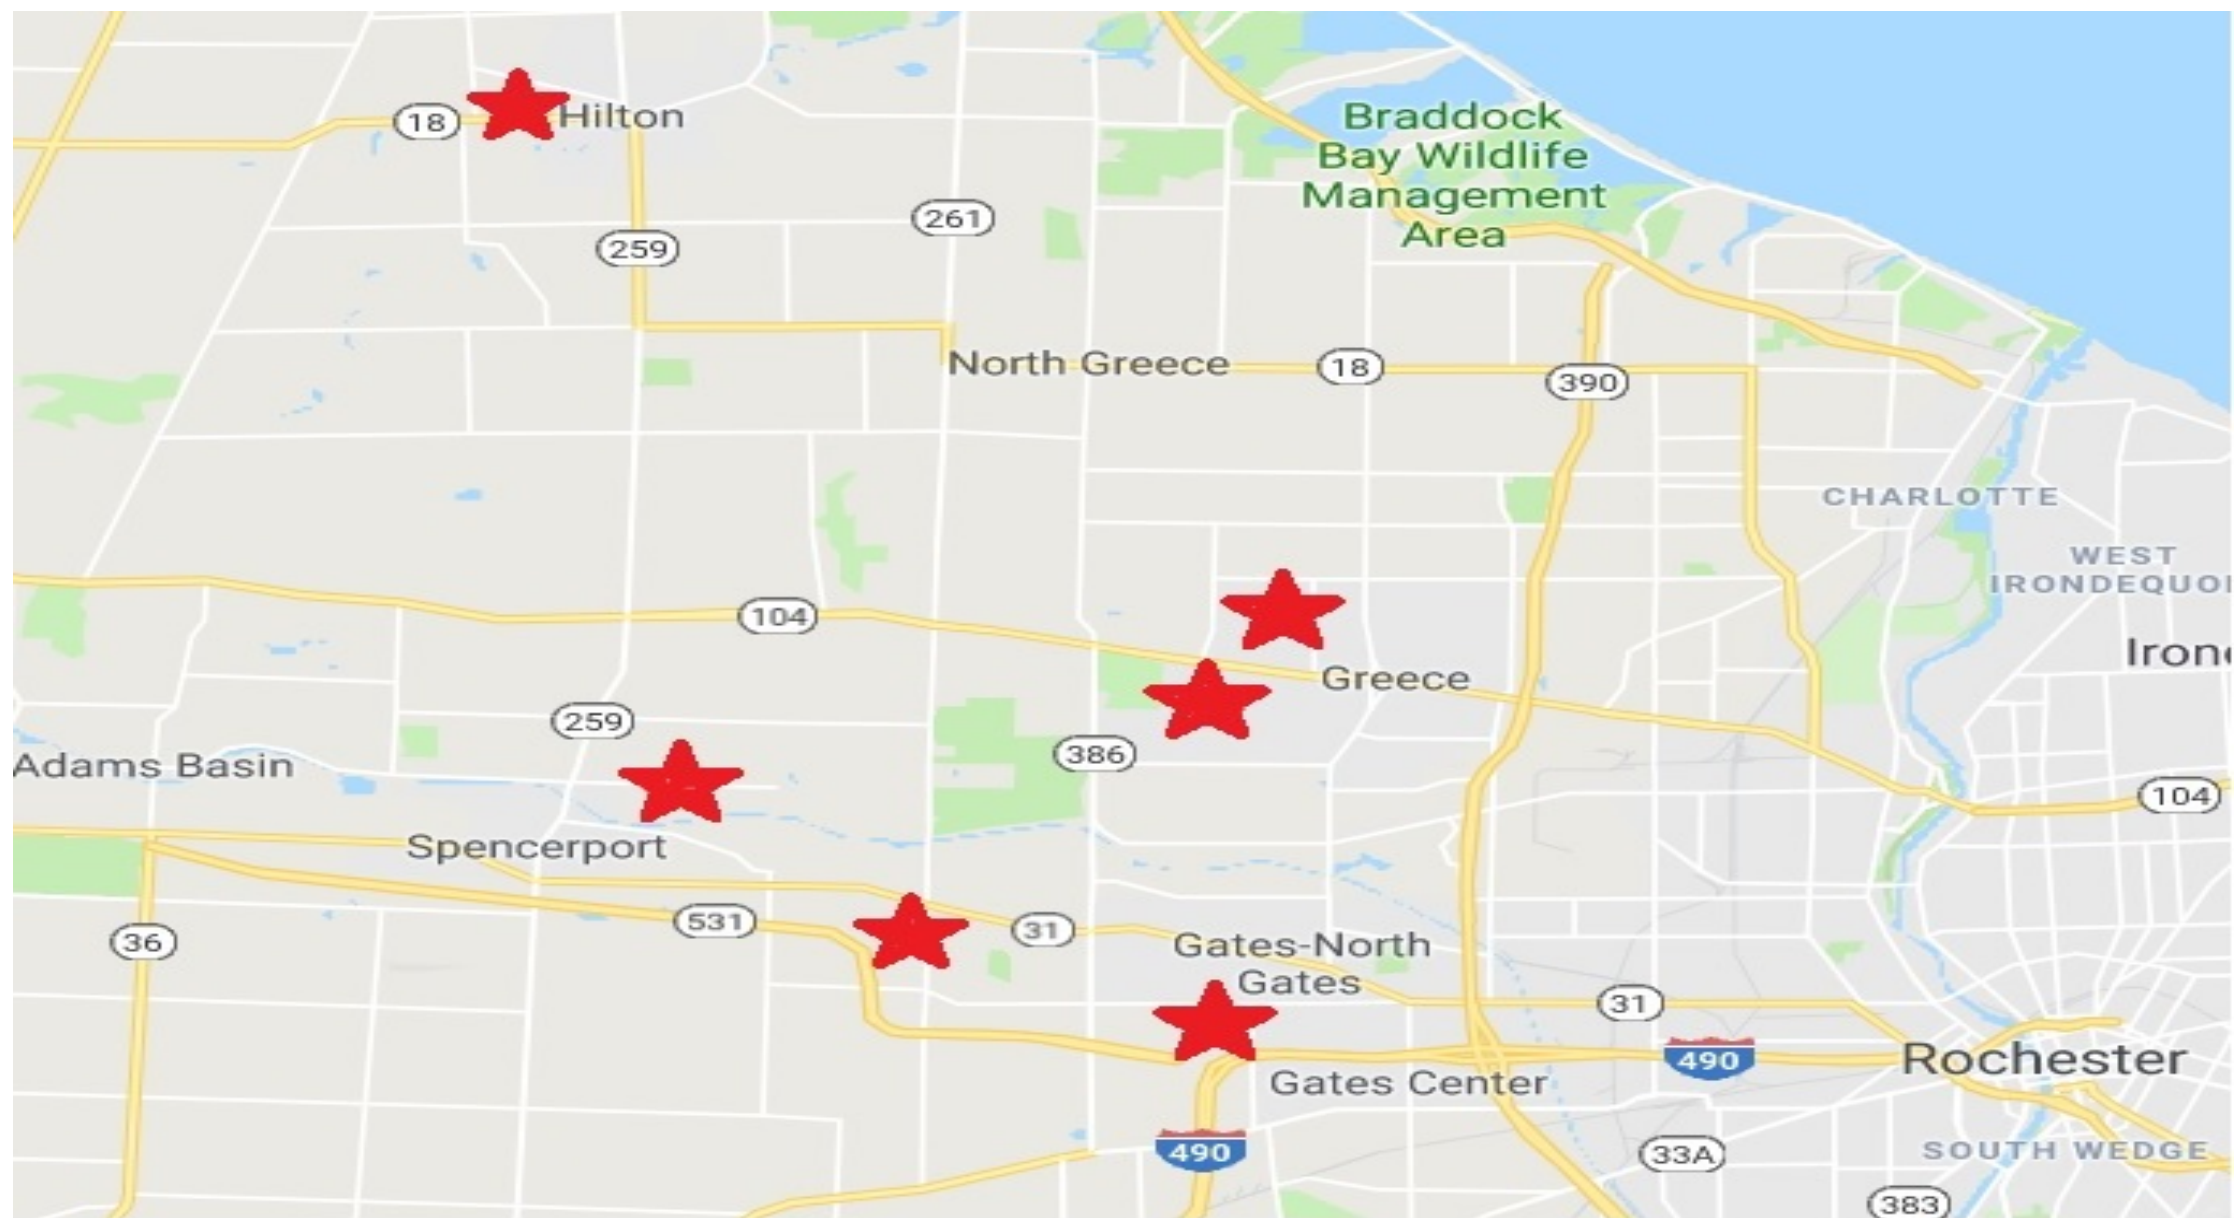 18
Hilton
Braddock
Bay Wildlife
Management
Area
261
259
North Greece
18
390
CHARLOTTE
WEST
IRONDEQUOI
104
Iron
Greece
259
386
Adams Basin
104
Spencerport
531
31
36
Gates-North
Gates
31
490
Rochester
Gates Center
490
33A
SOUTH WEDGE
383